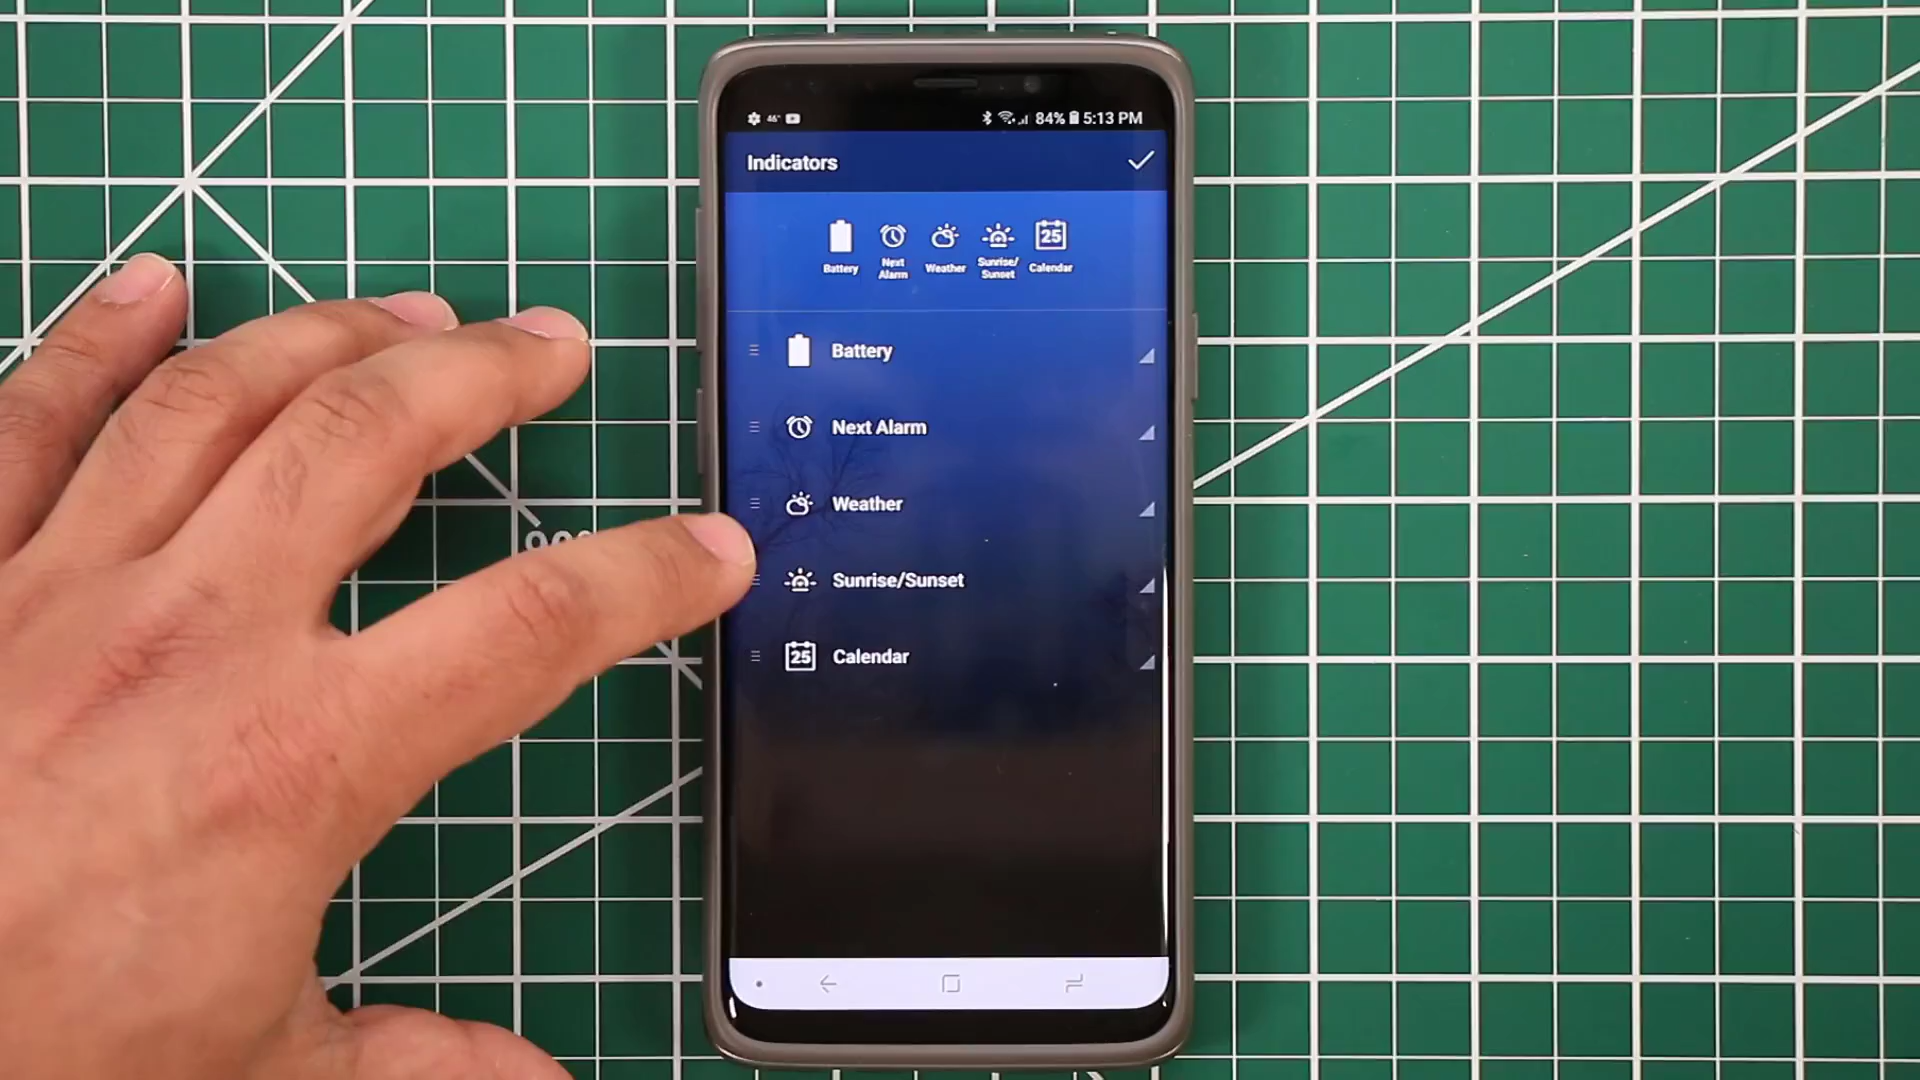 46° 84% 5:13 PM
Indicators
25
Battery Next Alarm Weather Sunrise/ Sunset Calendar
Battery
Next Alarm
Weather
Sunrise/Sunset
25 Calendar